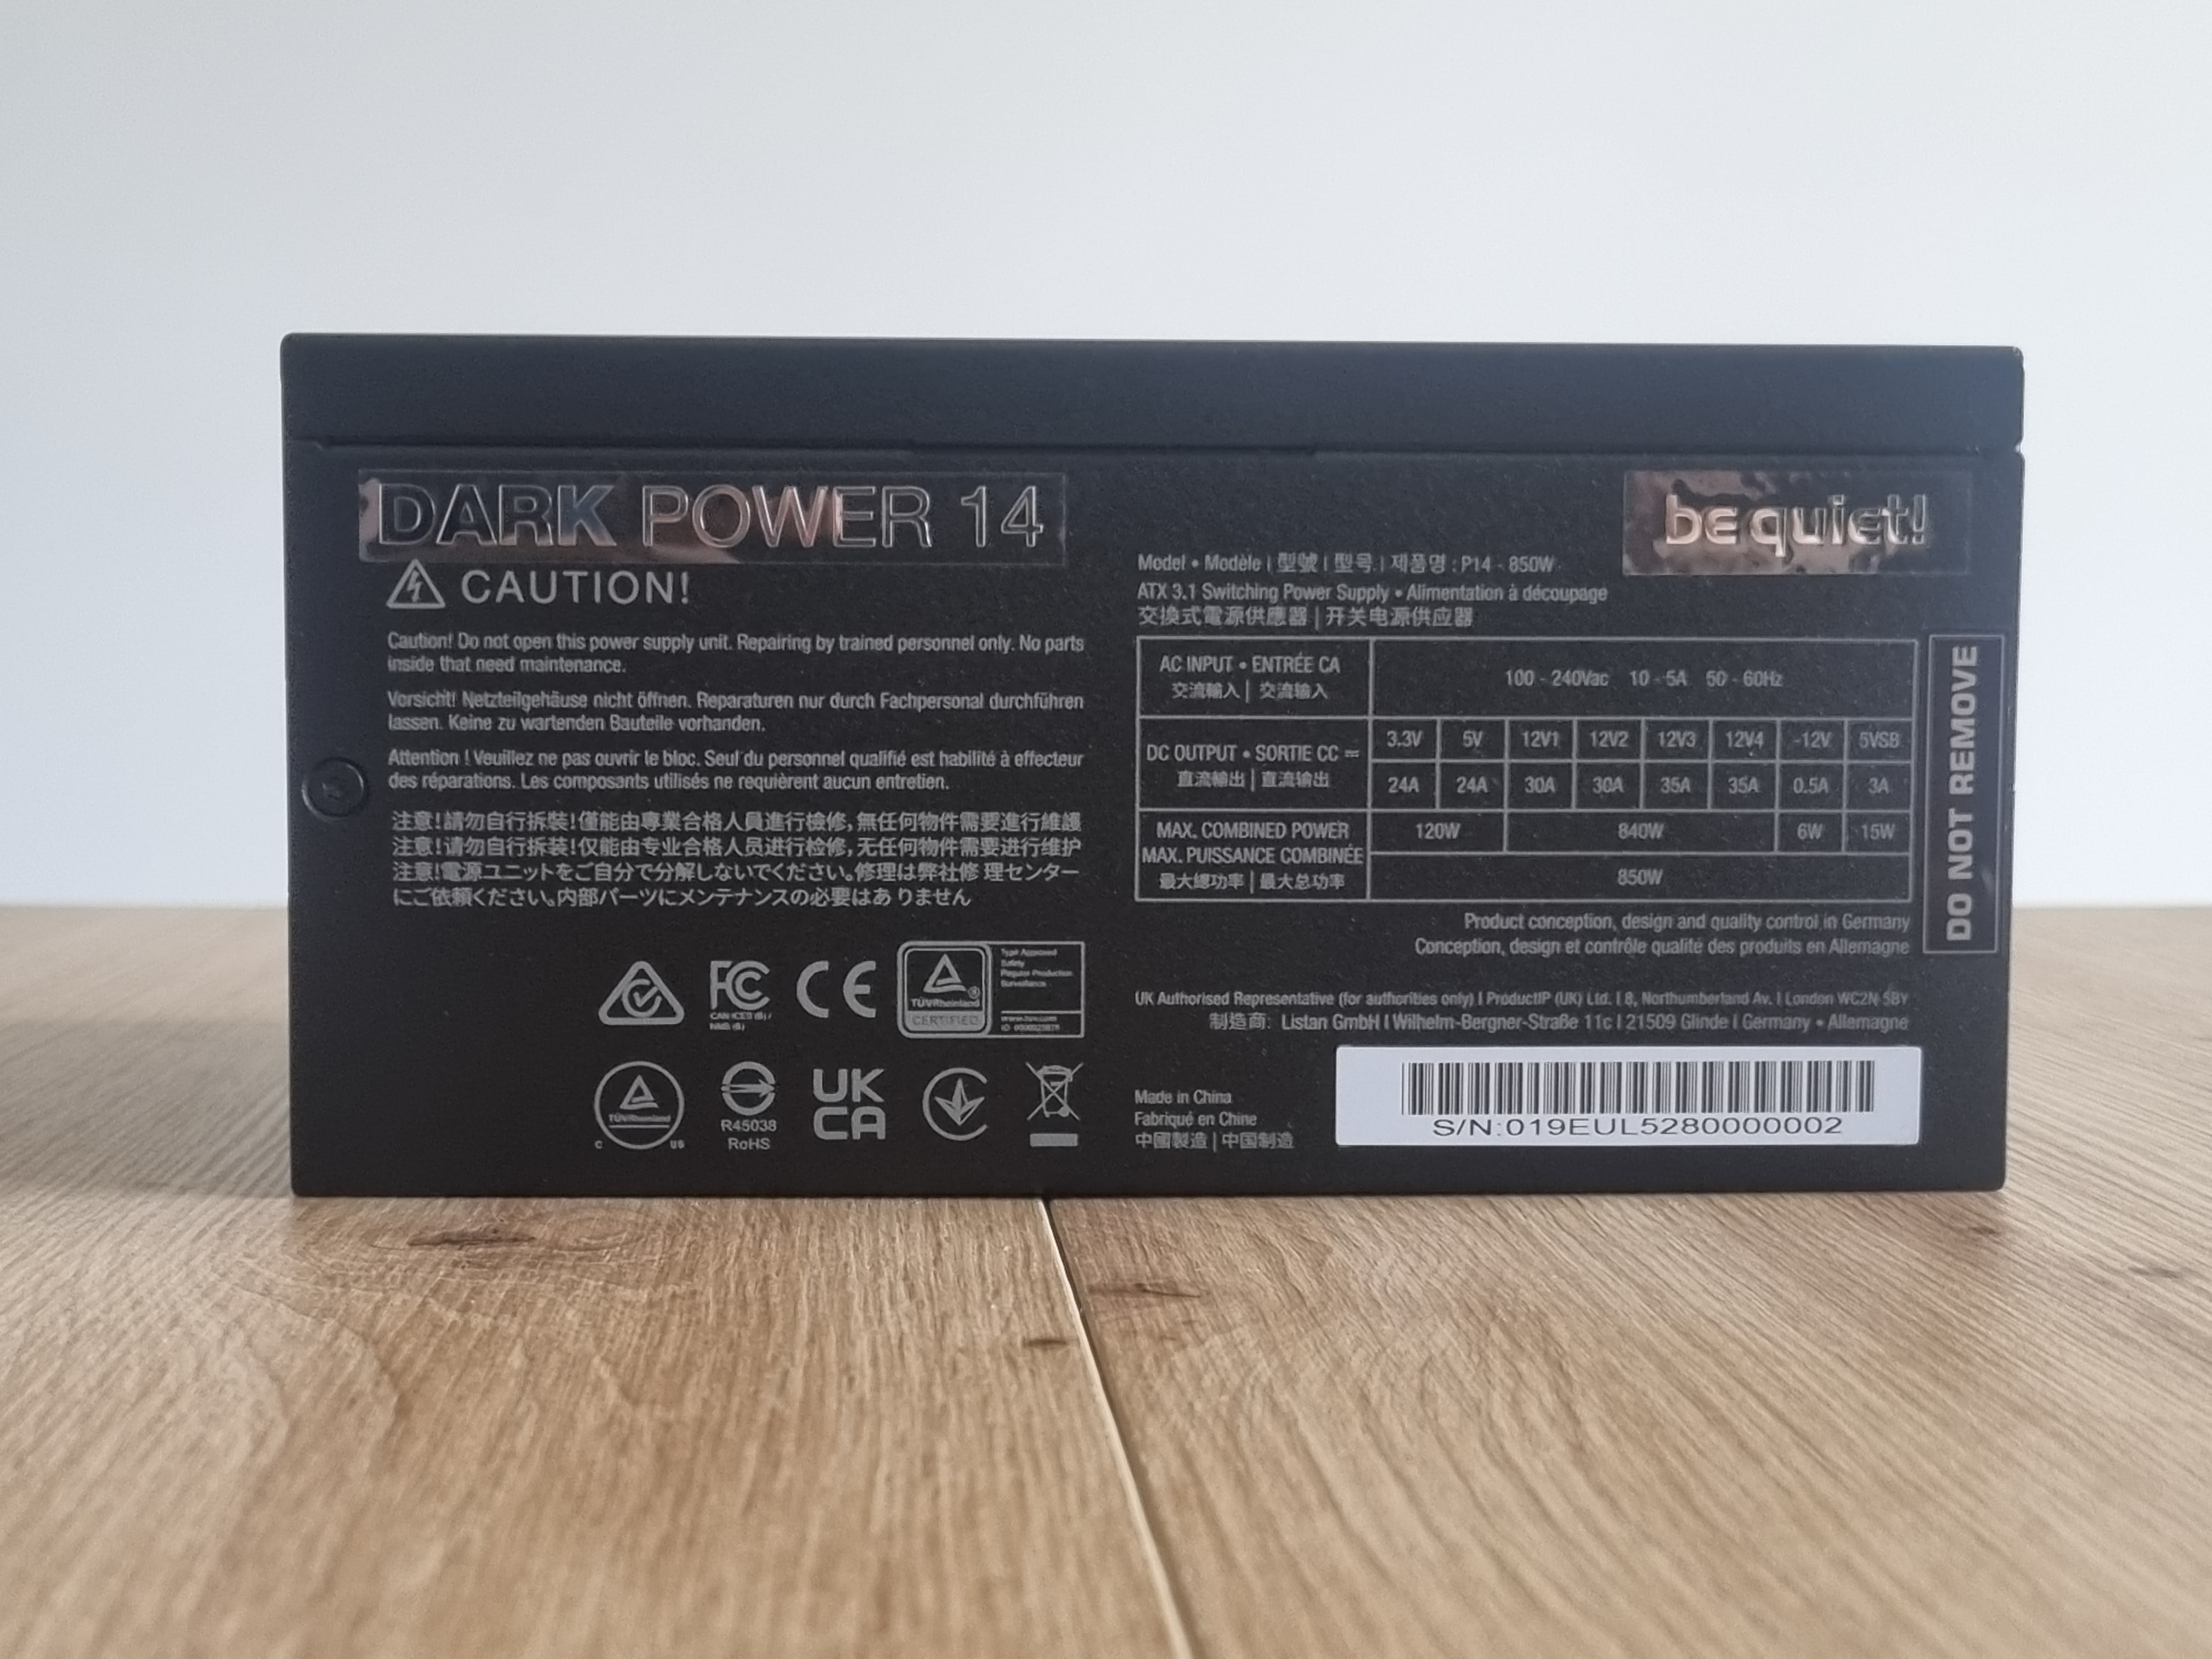 DARK POWER 14
be quiet!
CAUTION!
Caution! Do not open this power supply unit. Repairing by trained personnel only. No parts
inside that need maintenance.
Vorsicht! Netzteilgehäuse nicht öffnen. Reparaturen nur durch Fachpersonal durchführen
lassen. Keine zu wartenden Bauteile vorhanden.
Attention ! Veuillez ne pas ouvrir le bloc. Seul du personnel qualifié est habilité à effecteur
des réparations. Les composants utilisés ne requièrent aucun entretien.
注意!請勿自行拆裝!僅能由專業合格人員進行檢修,無任何物件需要進行維護
注意!请勿自行拆装!仅能由专业合格人员进行检修,无任何物件需要进行维护
注意!電源ユニットをご自分で分解しないでください。修理は弊社修 理センター
にご依頼ください。内部パーツにメンテナンスの必要はあ りません
FC
CAN ICES (B) /
NMB (B)
CE
TÜVRheinland
CERTIFIED
Type Approved
Safety
Regular Production
Surveillance
www.tuv.com
TÜVRheinland
C US
R45038
RoHS
UK
CA
Model • Modèle | 型號 | 型号 | 제품명 : P14 - 850W
ATX 3.1 Switching Power Supply • Alimentation à découpage
交換式電源供應器 | 开关电源供应器
AC INPUT • ENTRÉE CA 100 - 240Vac 10 - 5A 50 - 60Hz
交流輸入 | 交流输入
DC OUTPUT • SORTIE CC 3.3V 5V 12V1 12V2 12V3 12V4 -12V 5VSB
直流輸出 | 直流输出 24A 24A 30A 30A 35A 35A 0.5A 3A
MAX. COMBINED POWER 120W 840W 6W 15W
MAX. PUISSANCE COMBINÉE
最大總功率 | 最大总功率 850W
DO NOT REMOVE
Product conception, design and quality control in Germany
Conception, design et contrôle qualité des produits en Allemagne
UK Authorised Representative (for authorities only) | ProductIP (UK) Ltd. | 8, Northumberland Av. | London WC2N 5BY
制造商: Listan GmbH | Wilhelm-Bergner-Straße 11c | 21509 Glinde | Germany • Allemagne
Made in China
Fabriqué en Chine
中國製造 | 中国制造
S/N:019EUL5280000002